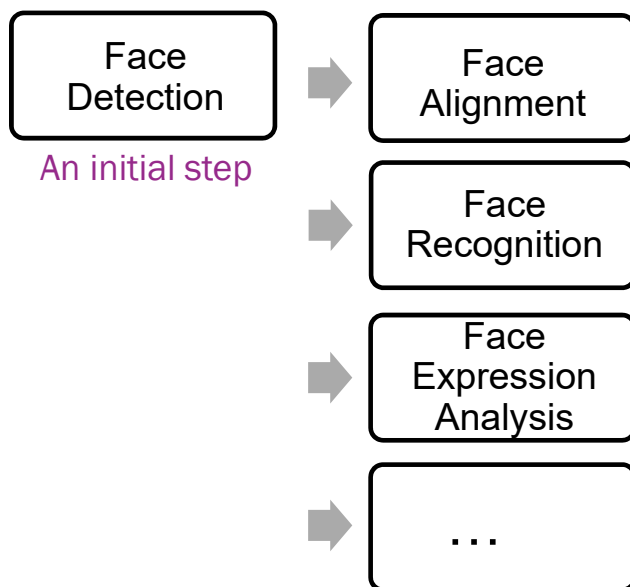 Face
Detection
An initial step
Face
Alignment
Face
Recognition
Face
Expression
Analysis
...